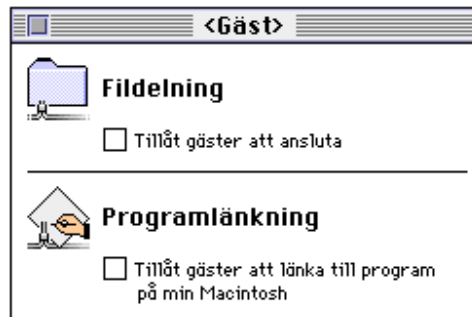 <Gäst>
Fildelning
Tillåt gäster att ansluta
Programlänkning
Tillåt gäster att länka till program
på min Macintosh